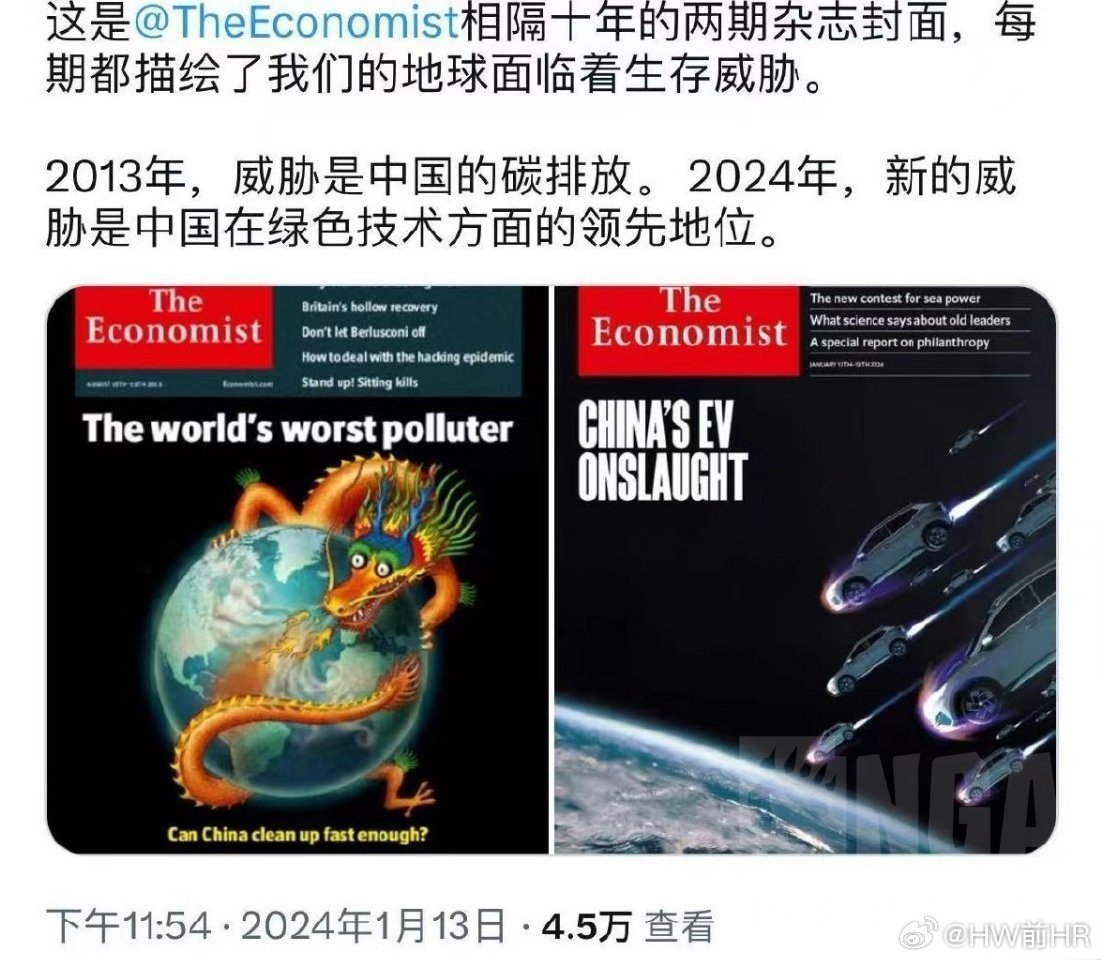 这是@TheEconomist相隔十年的两期杂志封面，每
期都描绘了我们的地球面临着生存威胁。
2013年，威胁是中国的碳排放。 2024年，新的威
胁是中国在绿色技术方面的领先地位。
The
Economist
Britain's hollow recovery
Don't let Berlusconi off
How to deal with the hacking epidemic
Stand up! Sitting kills
Economist.com
The world's worst polluter
Can China clean up fast enough?
The
Economist
The new contest for sea power
What science says about old leaders
A special report on philanthropy
JANUARY 13TH-19TH 2024
CHINA'S EV
ONSLAUGHT
NGA
下午11:54 · 2024年1月13日 · 4.5万 查看
@HW前HR